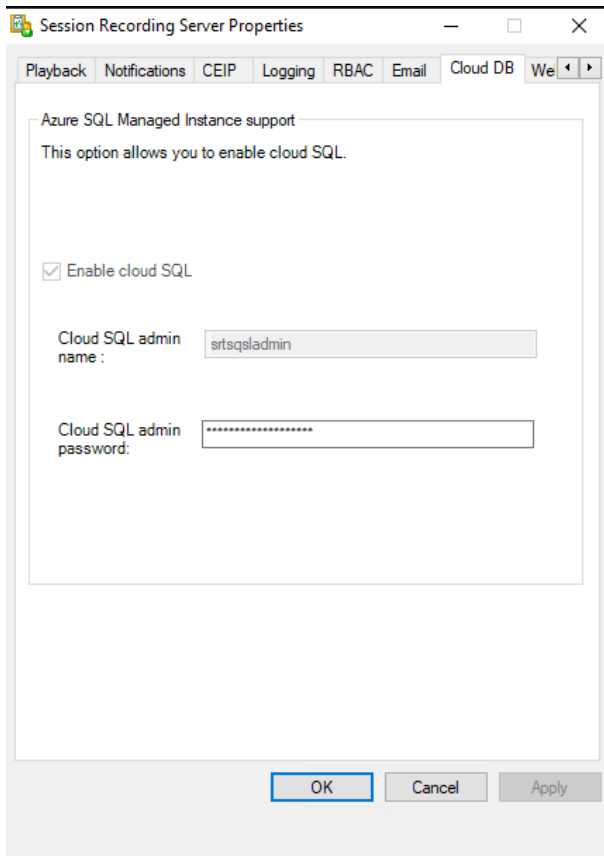 Session Recording Server Properties
Playback Notifications CEIP Logging RBAC Email Cloud DB We
Azure SQL Managed Instance support
This option allows you to enable cloud SQL.
Enable cloud SQL
Cloud SQL admin
name :
srtsqsladmin
Cloud SQL admin
password:
*******************
OK Cancel Apply